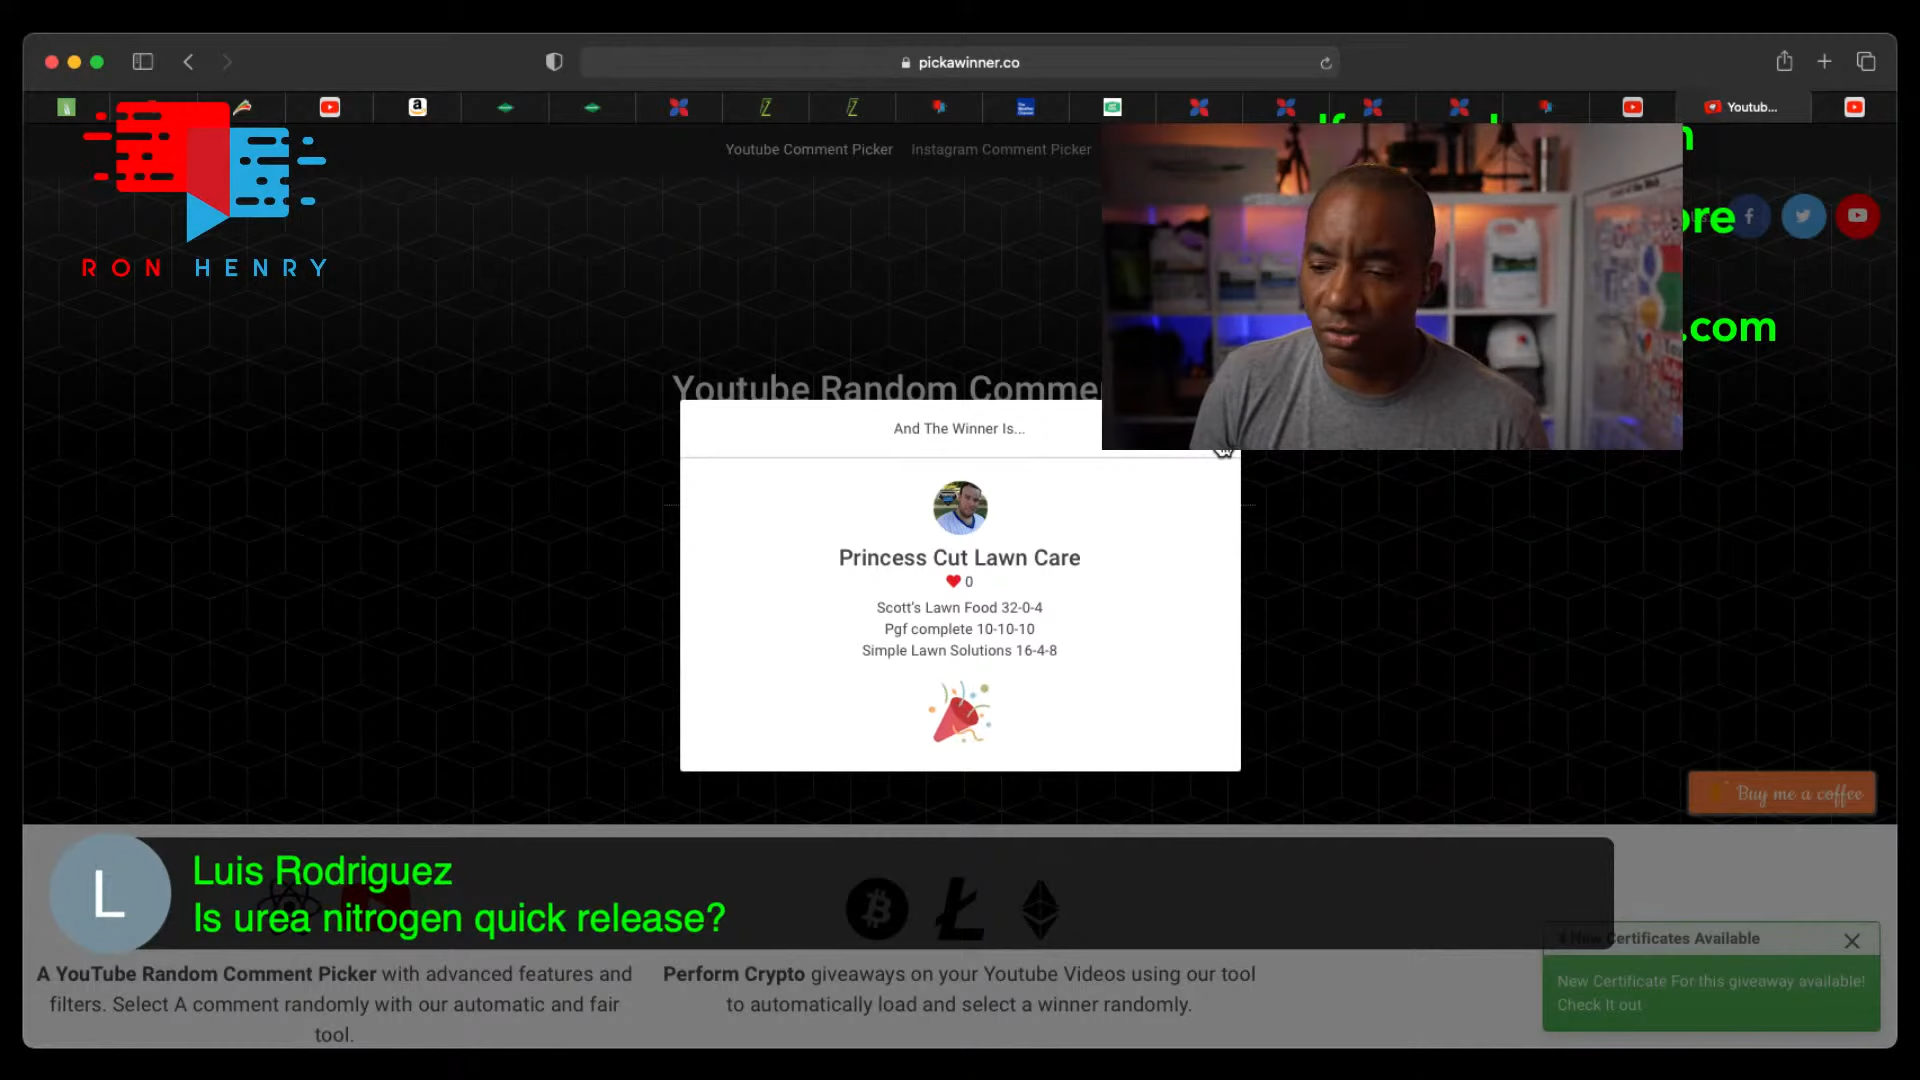 pickawinner.co
Youtub...
Youtube Comment Picker
Instagram Comment Picker
RON HENRY
ore
.com
Youtube Random Comme
And The Winner Is...
Princess Cut Lawn Care
0
Scott's Lawn Food 32-0-4
Pgf complete 10-10-10
Simple Lawn Solutions 16-4-8
Buy me a coffee
L
Luis Rodriguez
Is urea nitrogen quick release?
A YouTube Random Comment Picker with advanced features and
filters. Select A comment randomly with our automatic and fair
tool.
Perform Crypto giveaways on your Youtube Videos using our tool
to automatically load and select a winner randomly.
New Certificates Available
New Certificate For this giveaway available!
Check It out